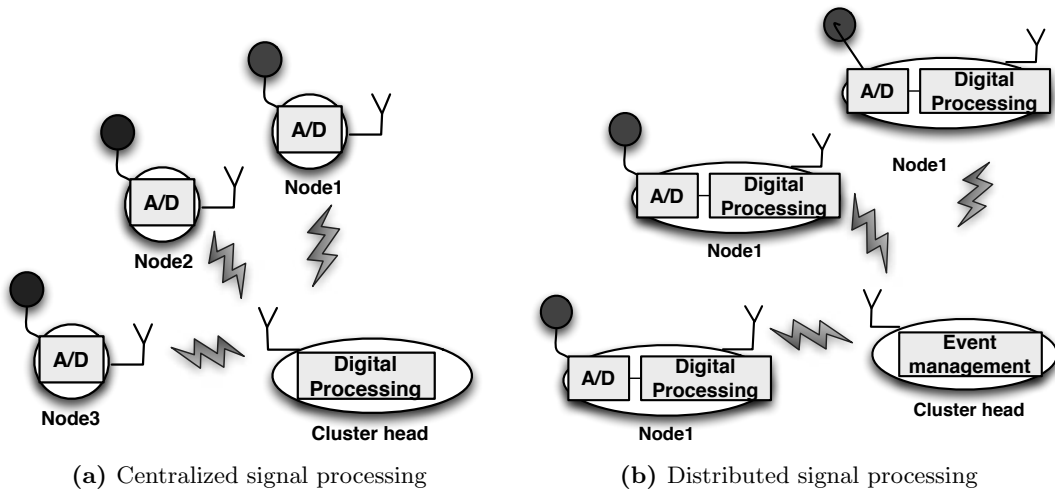 A/D
Node1
A/D
Node2
A/D
Node3
Digital
Processing
Cluster head
(a) Centralized signal processing
A/D
Digital
Processing
Node1
A/D
Digital
Processing
Node1
A/D
Digital
Processing
Node1
Event
management
Cluster head
(b) Distributed signal processing